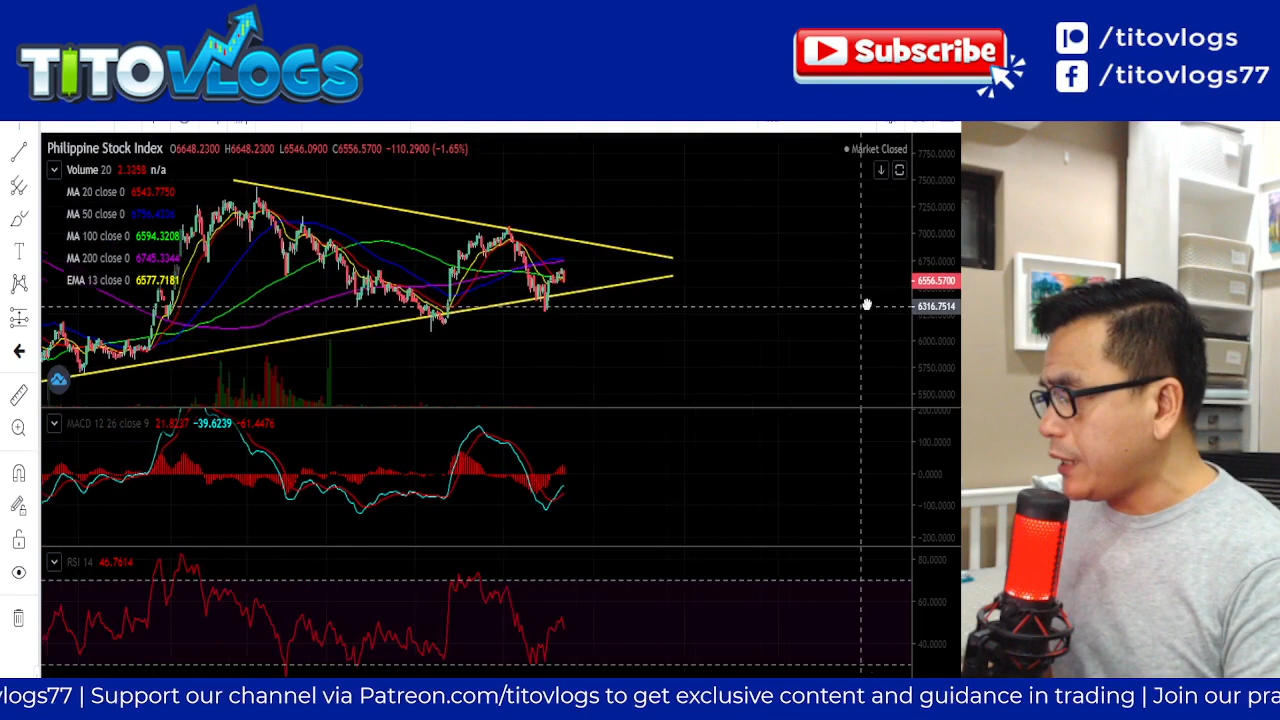 TITOVLOGS
Subscribe
/titovlogs
/titovlogs77
Philippine Stock Index O6648.2300 H6648.2300 L6546.0900 C6556.5700 −110.2900 (−1.65%)
Market Closed
Volume 20 2.3258 n/a
MA 20 close 0 6543.7750
MA 50 close 0
MA 100 close 0 6594.3208
MA 200 close 0 6745.3344
EMA 13 close 0 6577.7181
7750.0000
7500.0000
7250.0000
7000.0000
6750.0000
6556.5700
6316.7514
6000.0000
5750.0000
5500.0000
MACD 12 26 close 9 21.8237 −39.6239 −61.4476
200.0000
100.0000
0.0000
−100.0000
−200.0000
RSI 14 46.7614
80.0000
60.0000
40.0000
vlogs77 | Support our channel via Patreon.com/titovlogs to get exclusive content and guidance in trading | Join our pra